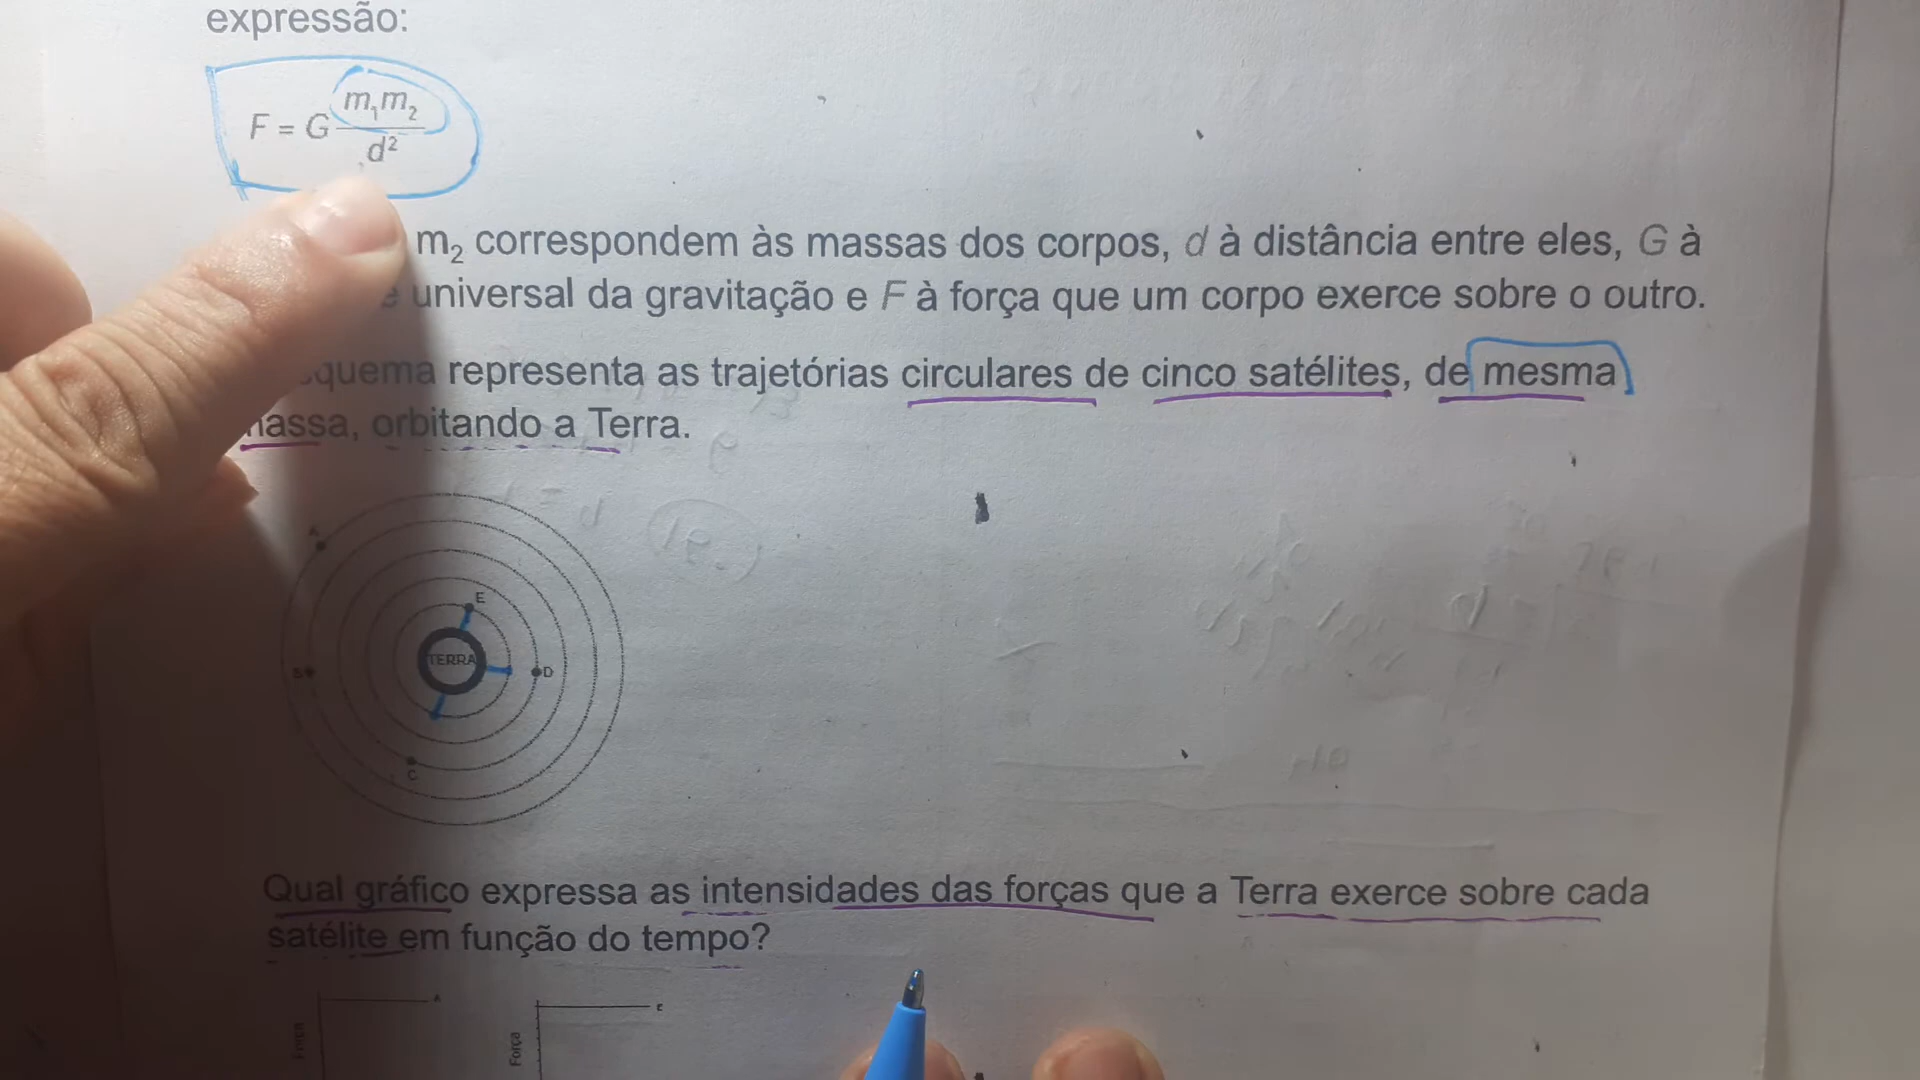 expressão:
F = G m₁m₂
d²
m₂ correspondem às massas dos corpos, d à distância entre eles, G à
universal da gravitação e F à força que um corpo exerce sobre o outro.
representa as trajetórias circulares de cinco satélites, de mesma
massa, orbitando a Terra.
A
E
TERRA
B
D
C
Qual gráfico expressa as intensidades das forças que a Terra exerce sobre cada
satélite em função do tempo?
A
E
Força
Força